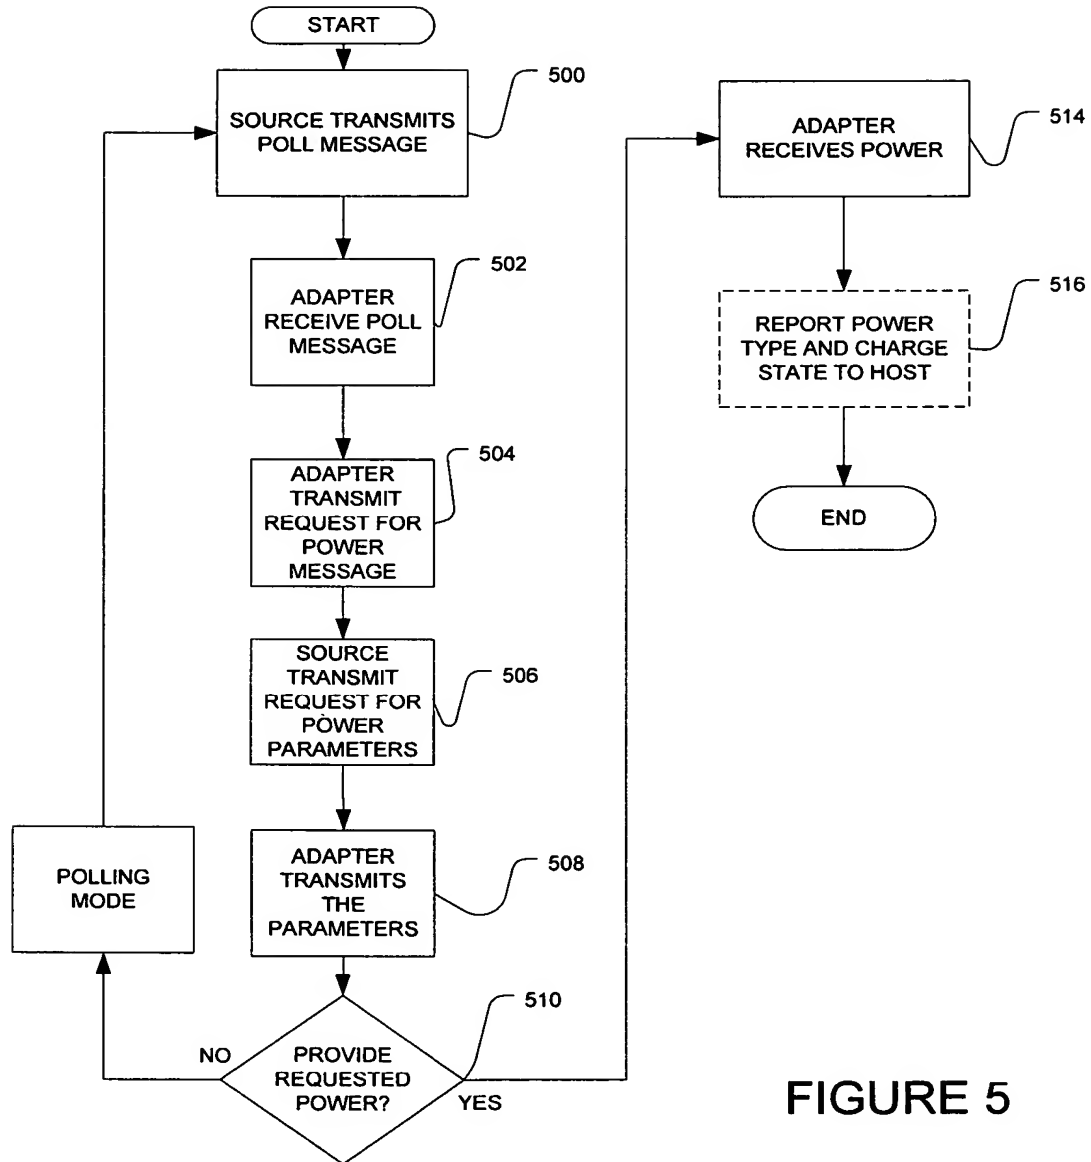 START
SOURCE TRANSMITS
POLL MESSAGE
500
ADAPTER
RECEIVE POLL
MESSAGE
502
ADAPTER
TRANSMIT
REQUEST FOR
POWER
MESSAGE
504
SOURCE
TRANSMIT
REQUEST FOR
POWER
PARAMETERS
506
ADAPTER
TRANSMITS
THE
PARAMETERS
508
POLLING
MODE
PROVIDE
REQUESTED
POWER?
510
NO
YES
ADAPTER
RECEIVES POWER
514
REPORT POWER
TYPE AND CHARGE
STATE TO HOST
516
END
FIGURE 5